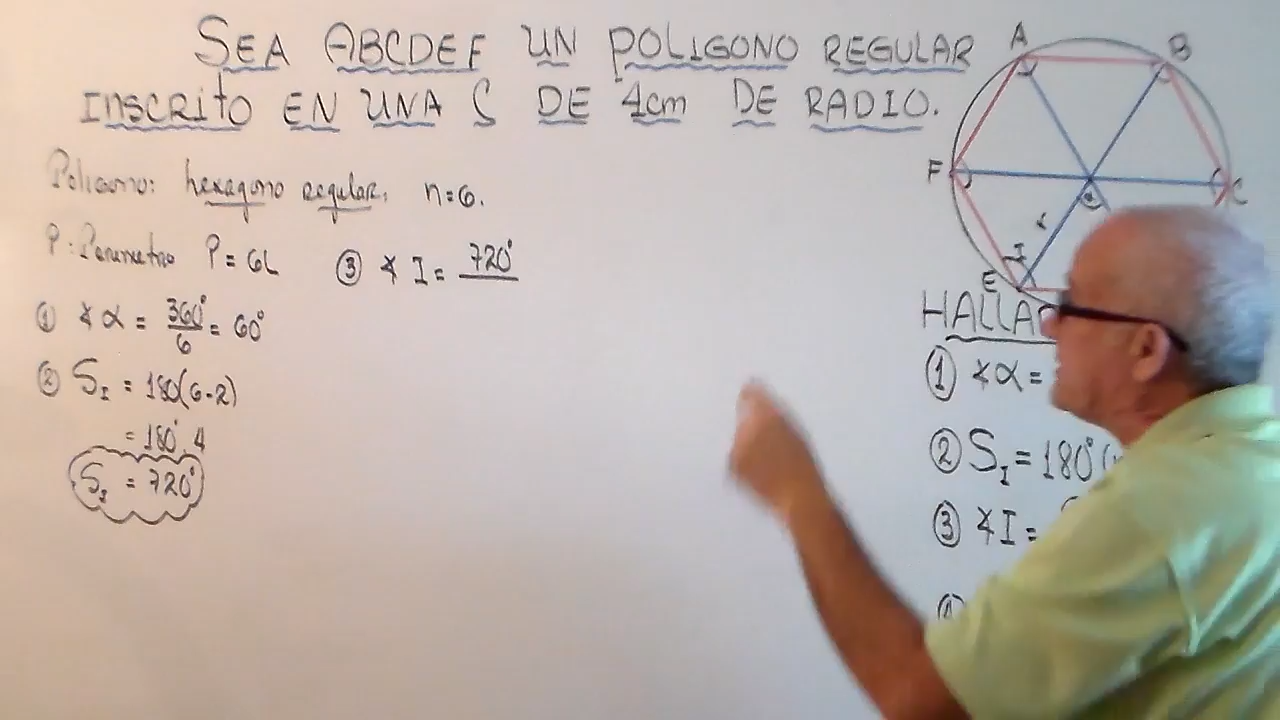 SEA ABCDEF UN POLIGONO REGULAR
INSCRITO EN UNA C DE 4cm DE RADIO.
Poligono: hexagono regular. n=6.
P: Perimetro P = 6L
① ∢ α = 360°/6 = 60°
② S_I = 180(6-2)
= 180°.4
S_I = 720°
③ ∢ I = 720°
A
B
F
C
I
E
HALLA
① ∢α =
② S_I = 180°(
③ ∢I =